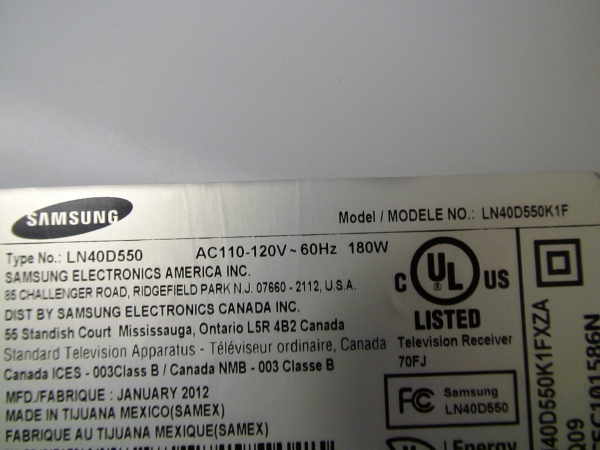 SAMSUNG
Model / MODELE NO.: LN40D550K1F
Type No.: LN40D550 AC110-120V ~ 60Hz 180W
SAMSUNG ELECTRONICS AMERICA INC.
85 CHALLENGER ROAD, RIDGEFIELD PARK N.J. 07660 - 2112, U.S.A.
DIST BY SAMSUNG ELECTRONICS CANADA INC.
55 Standish Court Mississauga, Ontario L5R 4B2 Canada
Standard Television Apparatus - Téléviseur ordinaire, Canada
Canada ICES - 003Class B / Canada NMB - 003 Classe B
MFD./FABRIQUE : JANUARY 2012
MADE IN TIJUANA MEXICO(SAMEX)
FABRIQUE AU TIJUANA MEXIQUE(SAMEX)
C UL US
LISTED
Television Receiver
70FJ
FC Samsung
LN40D550
Energy
40D550K1FXZA
Q09
C101586N